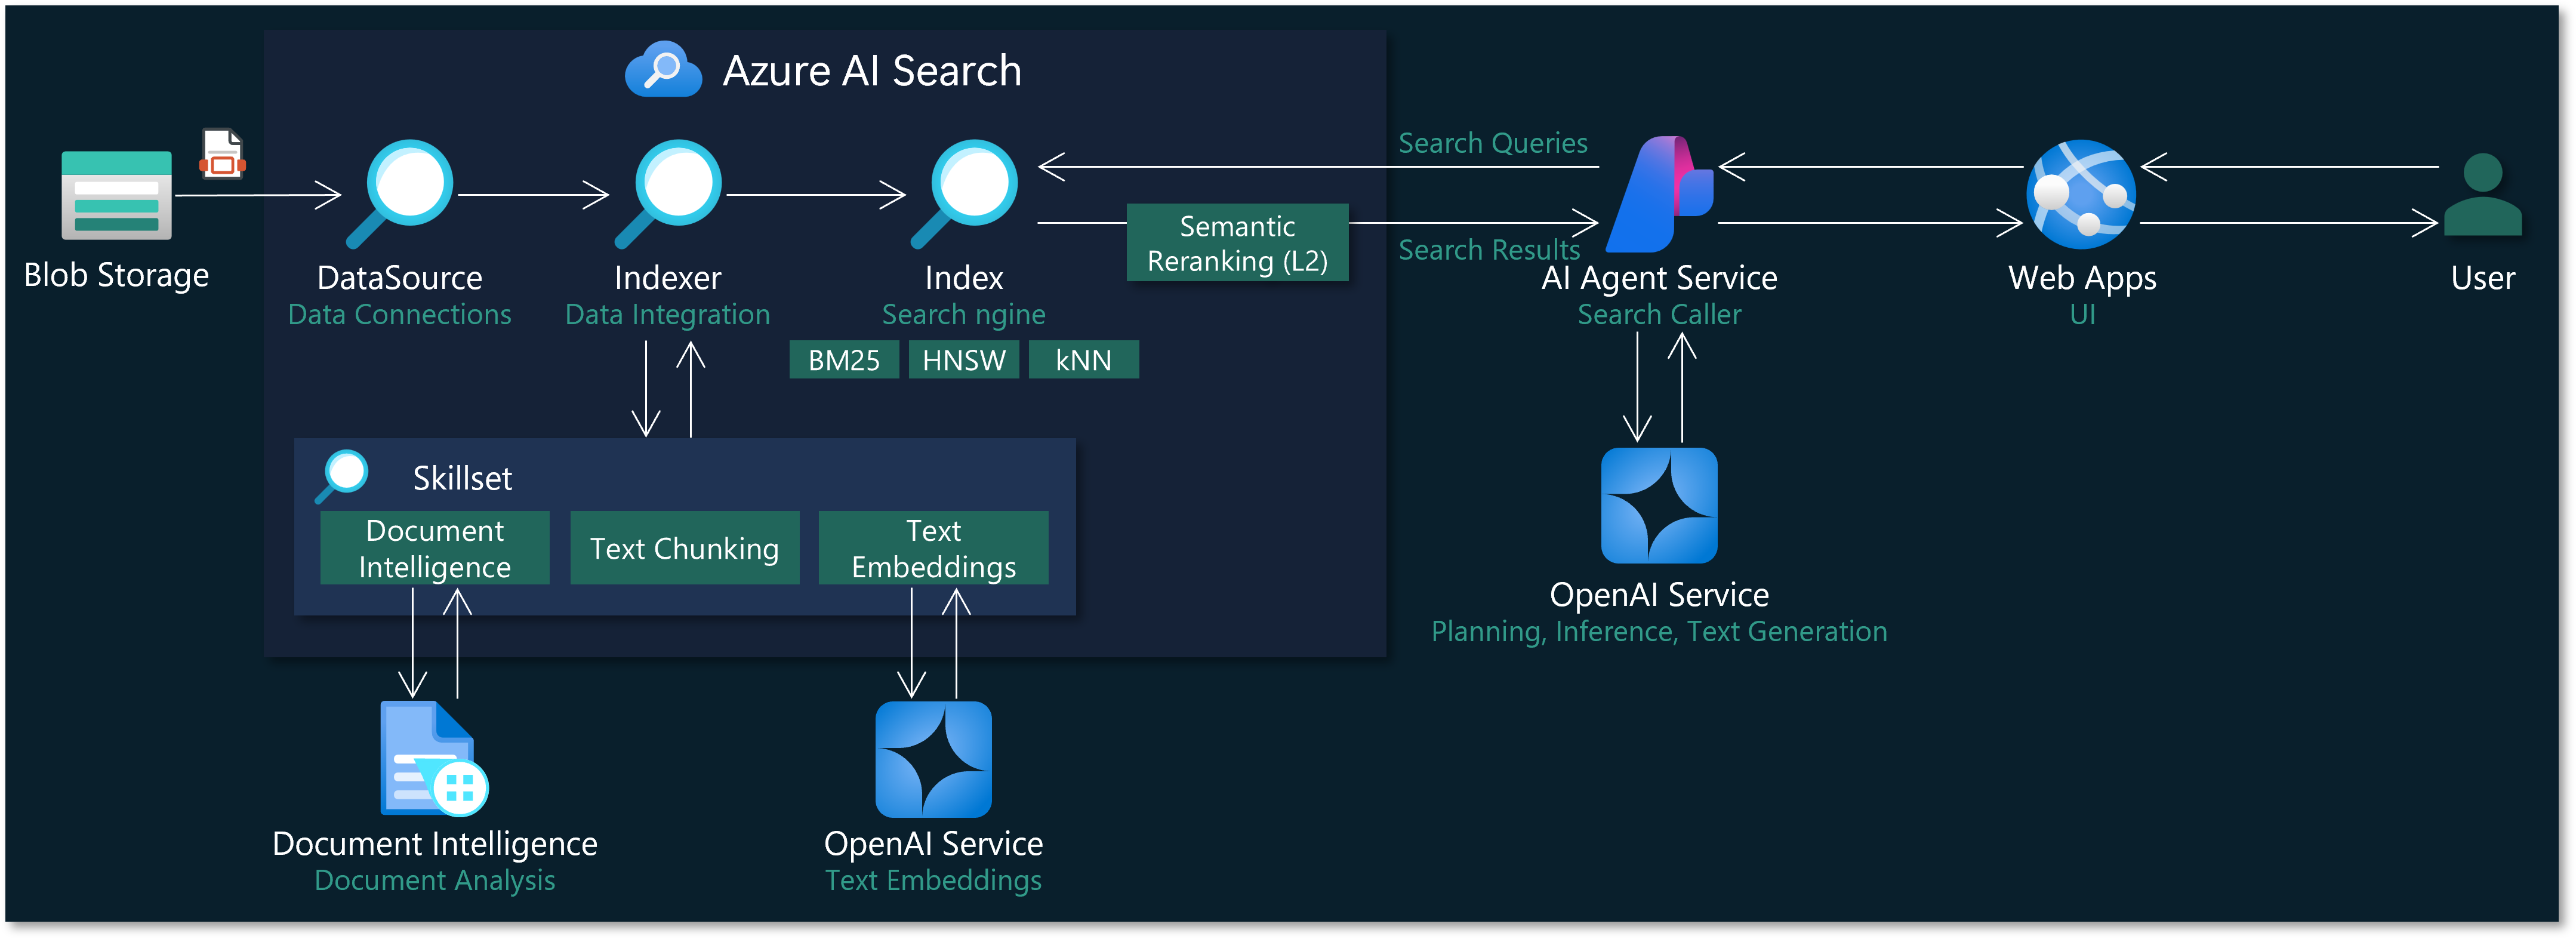 Azure AI Search
Blob Storage
DataSource
Data Connections
Indexer
Data Integration
Index
Search ngine
BM25
HNSW
kNN
Search Queries
Semantic
Reranking (L2)
Search Results
AI Agent Service
Search Caller
Web Apps
UI
User
Skillset
Document
Intelligence
Text Chunking
Text
Embeddings
OpenAI Service
Planning, Inference, Text Generation
Document Intelligence
Document Analysis
OpenAI Service
Text Embeddings